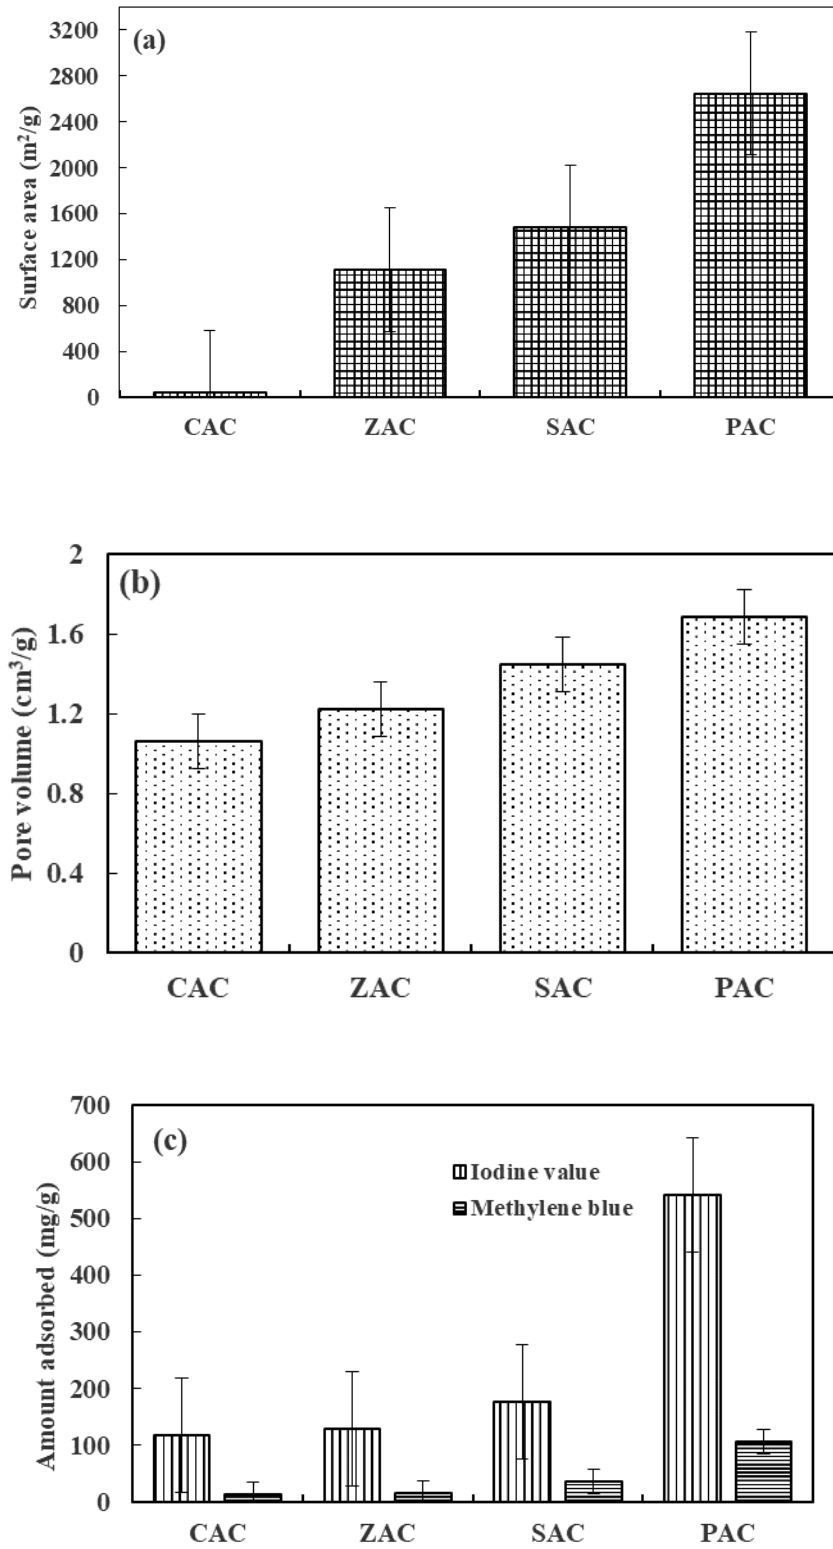 (a)
Surface area (m²/g)
3200
2800
2400
2000
1600
1200
800
400
0
CAC ZAC SAC PAC
(b)
Pore volume (cm³/g)
2
1.6
1.2
0.8
0.4
0
CAC ZAC SAC PAC
(c)
Amount adsorbed (mg/g)
700
600
500
400
300
200
100
0
Iodine value
Methylene blue
CAC ZAC SAC PAC